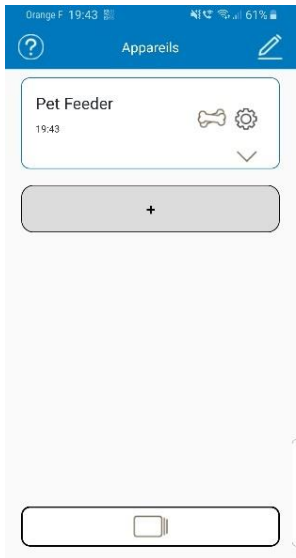 Orange F 19:43 61%
?
Appareils
Pet Feeder
19:43
+